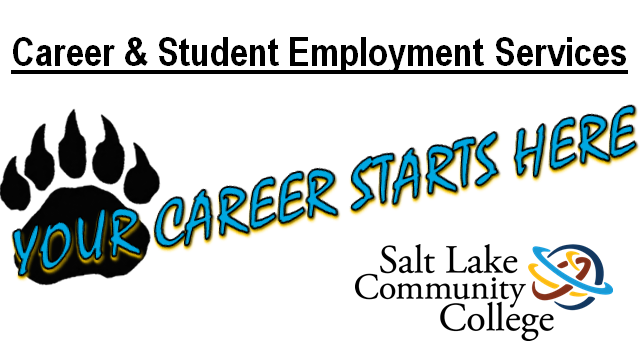 Career & Student Employment Services
YOUR CAREER STARTS HERE
Salt Lake
Community
College